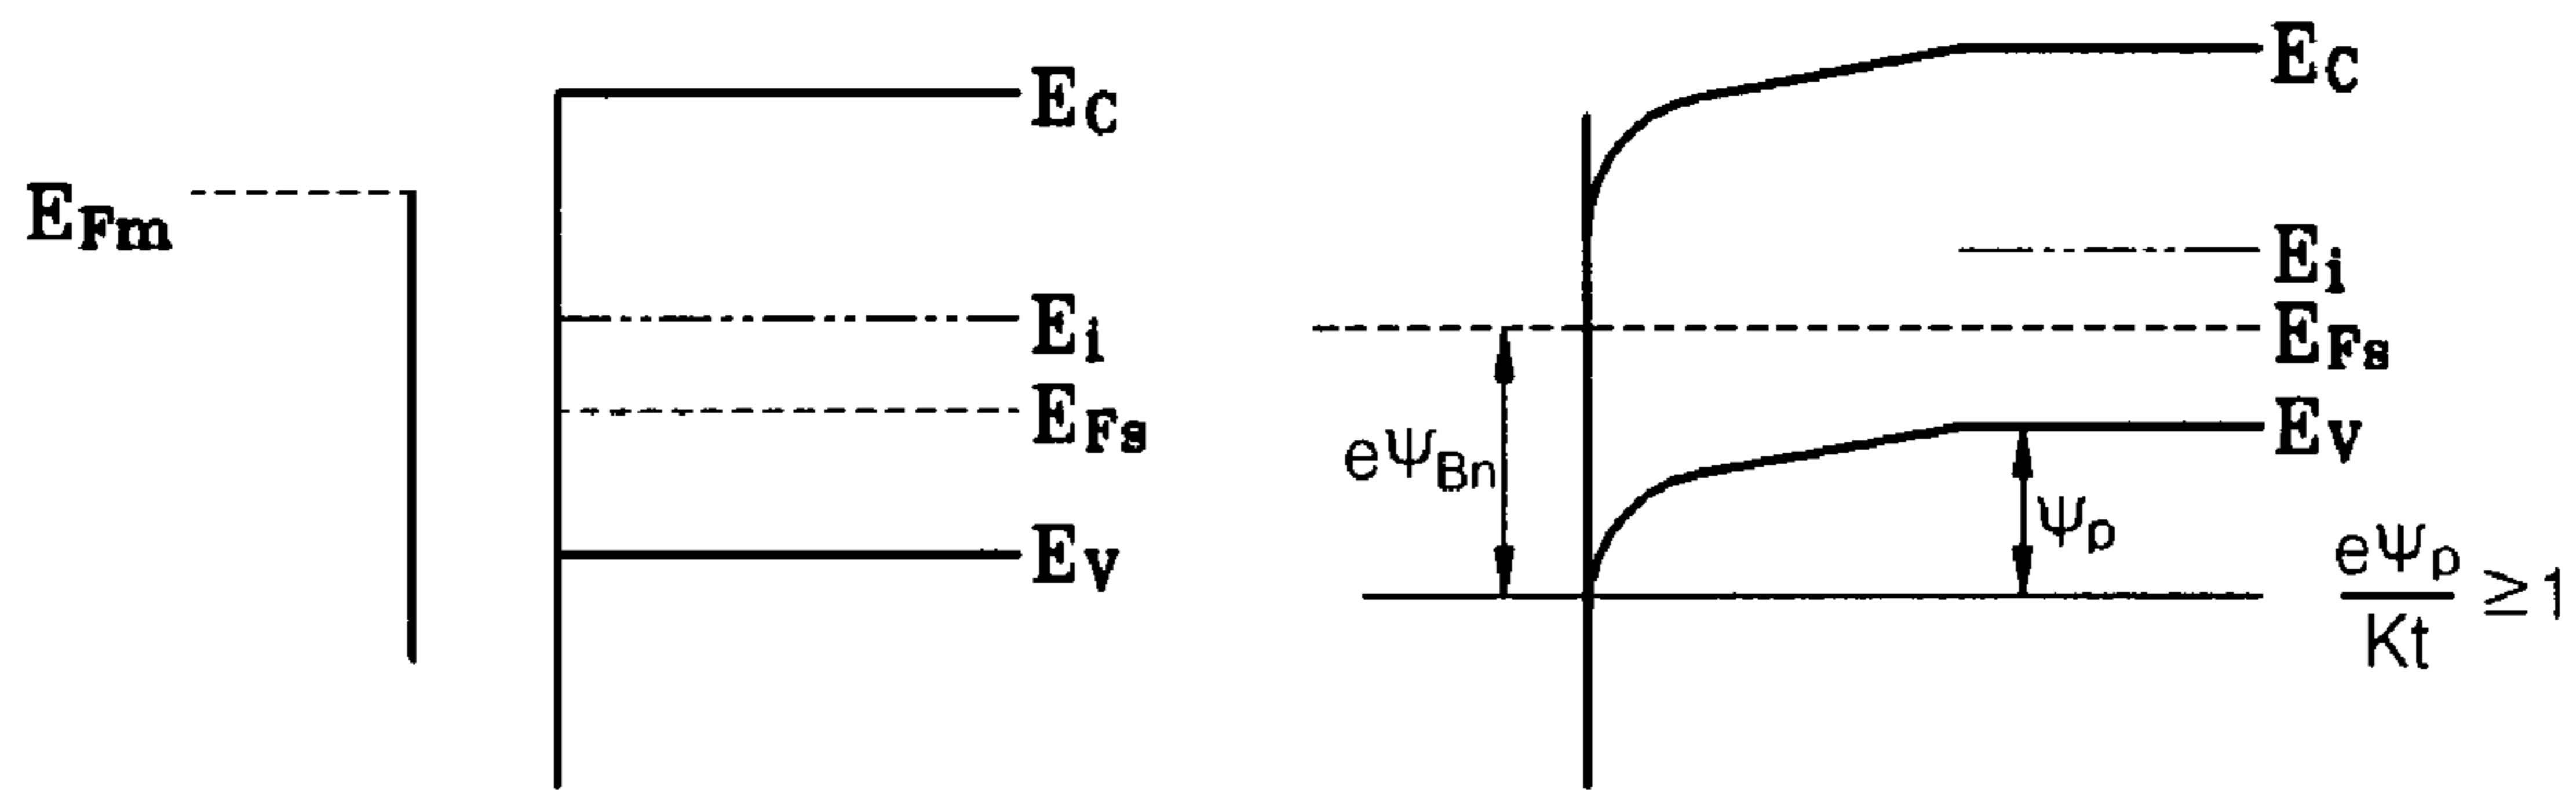 E_C
E_Fm
E_i
E_Fs
E_V
E_C
E_i
E_Fs
E_V
eΨ_Bn
Ψ_p
eΨ_p/Kt ≥1